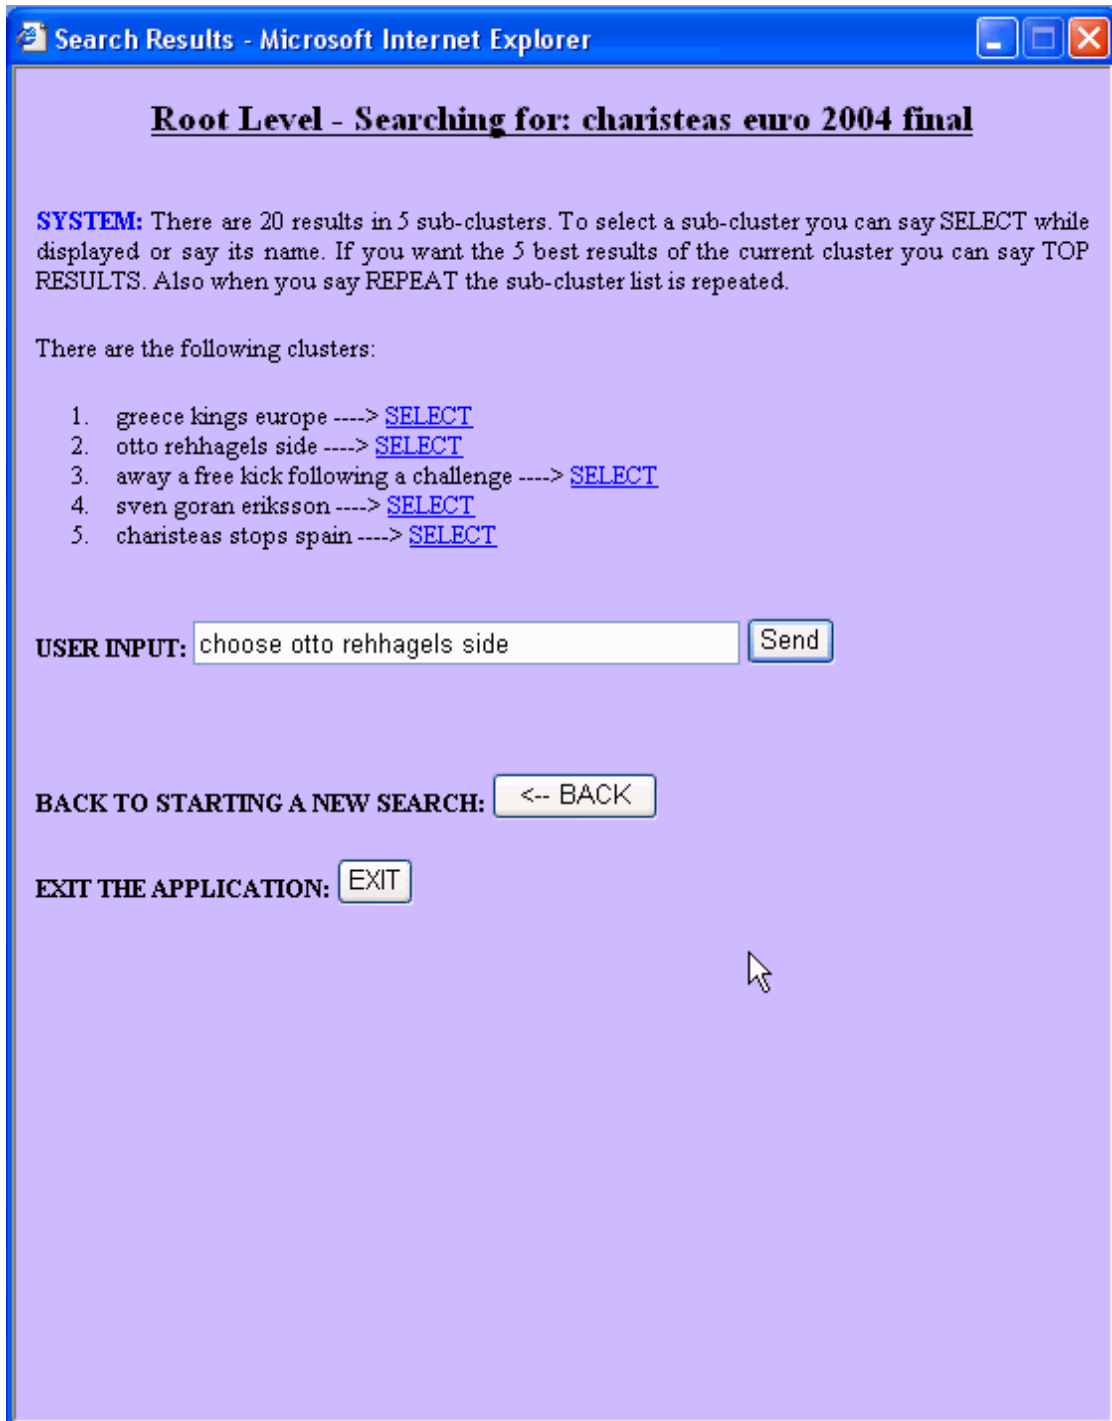 Search Results - Microsoft Internet Explorer
Root Level - Searching for: charisteas euro 2004 final
SYSTEM: There are 20 results in 5 sub-clusters. To select a sub-cluster you can say SELECT while
displayed or say its name. If you want the 5 best results of the current cluster you can say TOP
RESULTS. Also when you say REPEAT the sub-cluster list is repeated.
There are the following clusters:
1. greece kings europe ----> SELECT
2. otto rehhagels side ----> SELECT
3. away a free kick following a challenge ----> SELECT
4. sven goran eriksson ----> SELECT
5. charisteas stops spain ----> SELECT
USER INPUT: choose otto rehhagels side Send
BACK TO STARTING A NEW SEARCH: <-- BACK
EXIT THE APPLICATION: EXIT